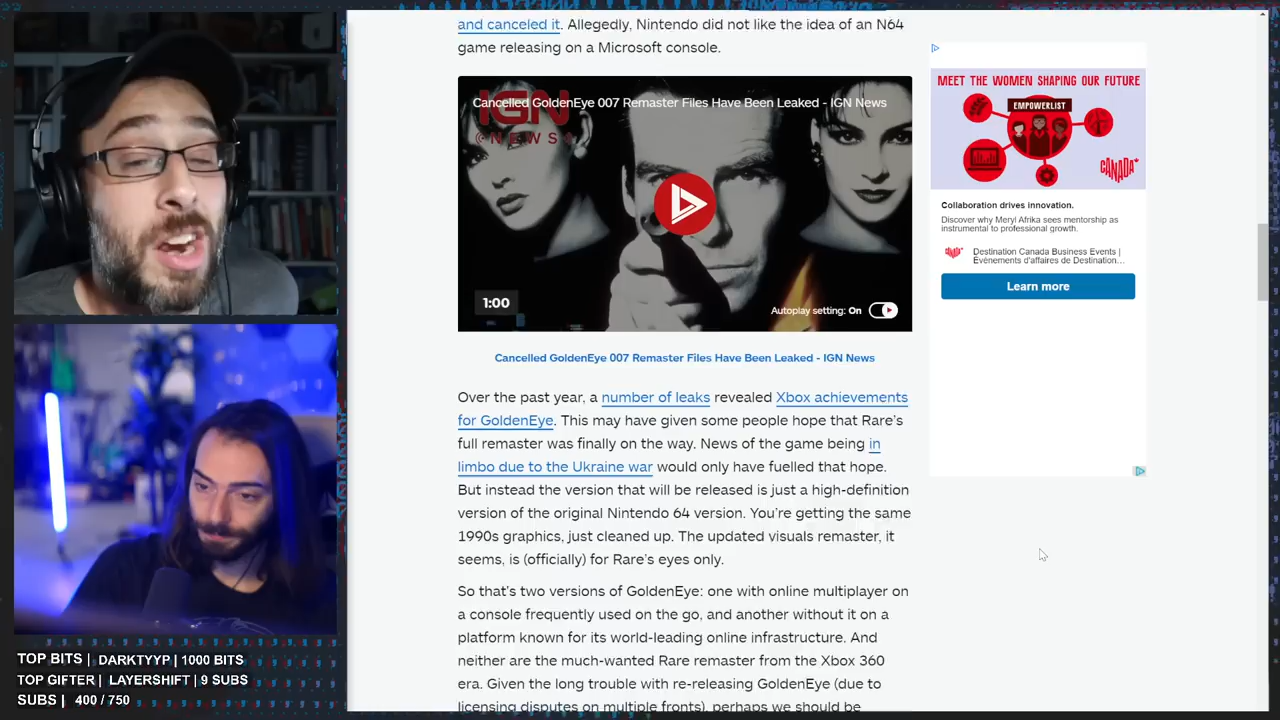 and canceled it. Allegedly, Nintendo did not like the idea of an N64
game releasing on a Microsoft console.
Cancelled GoldenEye 007 Remaster Files Have Been Leaked - IGN News
IGN
NEWS
1:00
Autoplay setting: On
Cancelled GoldenEye 007 Remaster Files Have Been Leaked - IGN News
Over the past year, a number of leaks revealed Xbox achievements
for GoldenEye. This may have given some people hope that Rare's
full remaster was finally on the way. News of the game being in
limbo due to the Ukraine war would only have fuelled that hope.
But instead the version that will be released is just a high-definition
version of the original Nintendo 64 version. You're getting the same
1990s graphics, just cleaned up. The updated visuals remaster, it
seems, is (officially) for Rare's eyes only.
So that's two versions of GoldenEye: one with online multiplayer on
a console frequently used on the go, and another without it on a
platform known for its world-leading online infrastructure. And
neither are the much-wanted Rare remaster from the Xbox 360
era. Given the long trouble with re-releasing GoldenEye (due to
licensing disputes on multiple fronts), perhaps we should be
MEET THE WOMEN SHAPING OUR FUTURE
EMPOWERLIST
CANADA
Collaboration drives innovation.
Discover why Meryl Afrika sees mentorship as
instrumental to professional growth.
Destination Canada Business Events |
Événements d'affaires de Destination...
Learn more
TOP BITS | DARKTYYP | 1000 BITS
TOP GIFTER | LAYERSHIFT | 9 SUBS
SUBS | 400 / 750